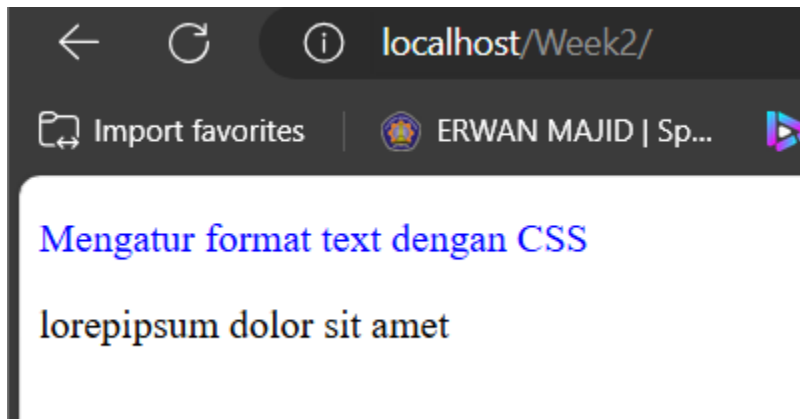 localhost/Week2/
Import favorites
ERWAN MAJID | Sp...
Mengatur format text dengan CSS
lorepipsum dolor sit amet